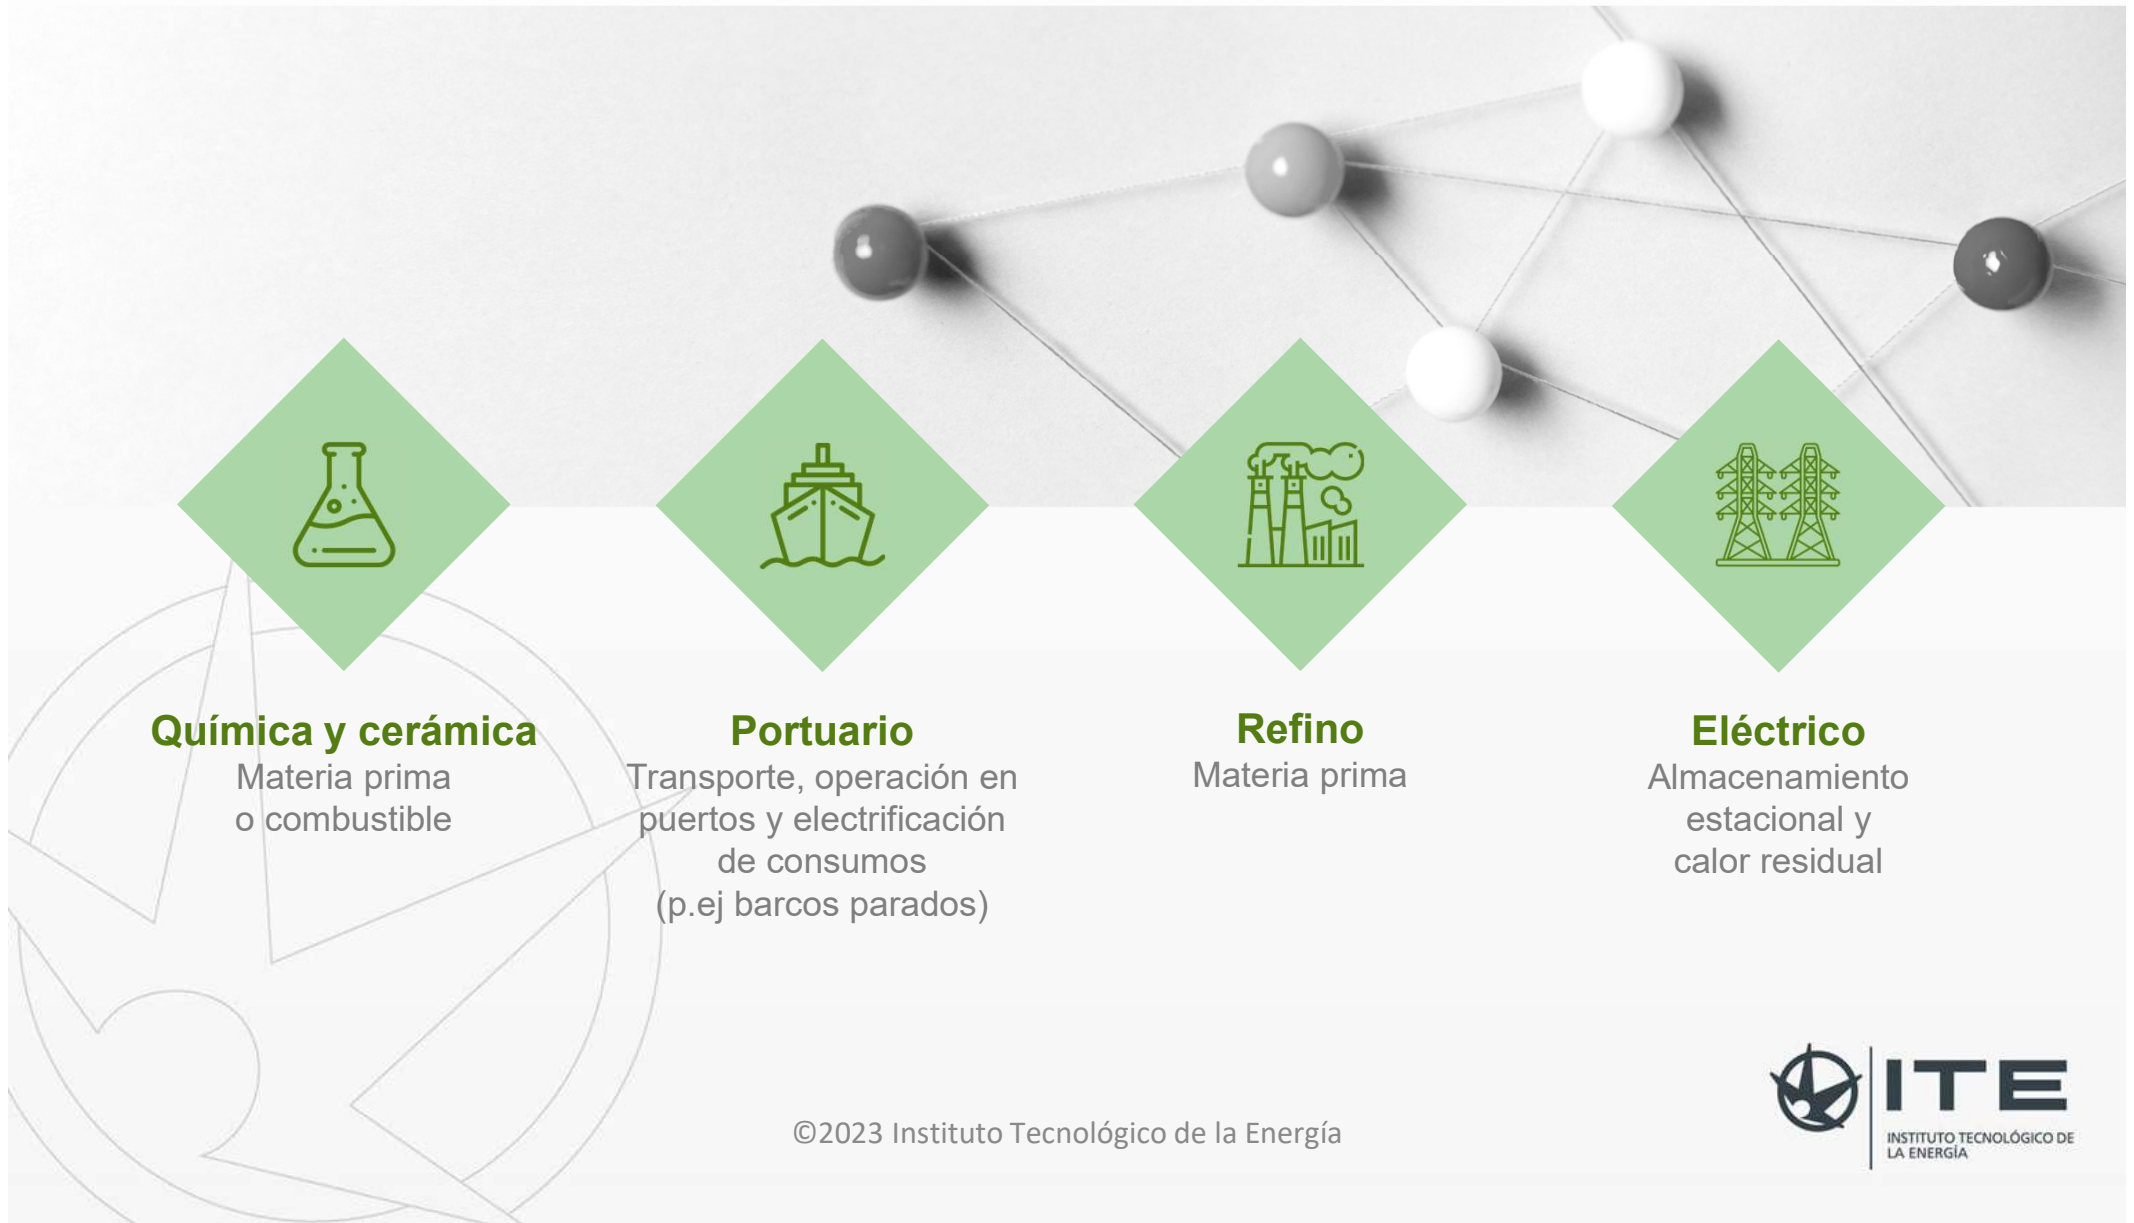 Química y cerámica
Materia prima
o combustible
Portuario
Transporte, operación en
puertos y electrificación
de consumos
(p.ej barcos parados)
Refino
Materia prima
Eléctrico
Almacenamiento
estacional y
calor residual
©2023 Instituto Tecnológico de la Energía
ITE
INSTITUTO TECNOLÓGICO DE
LA ENERGÍA